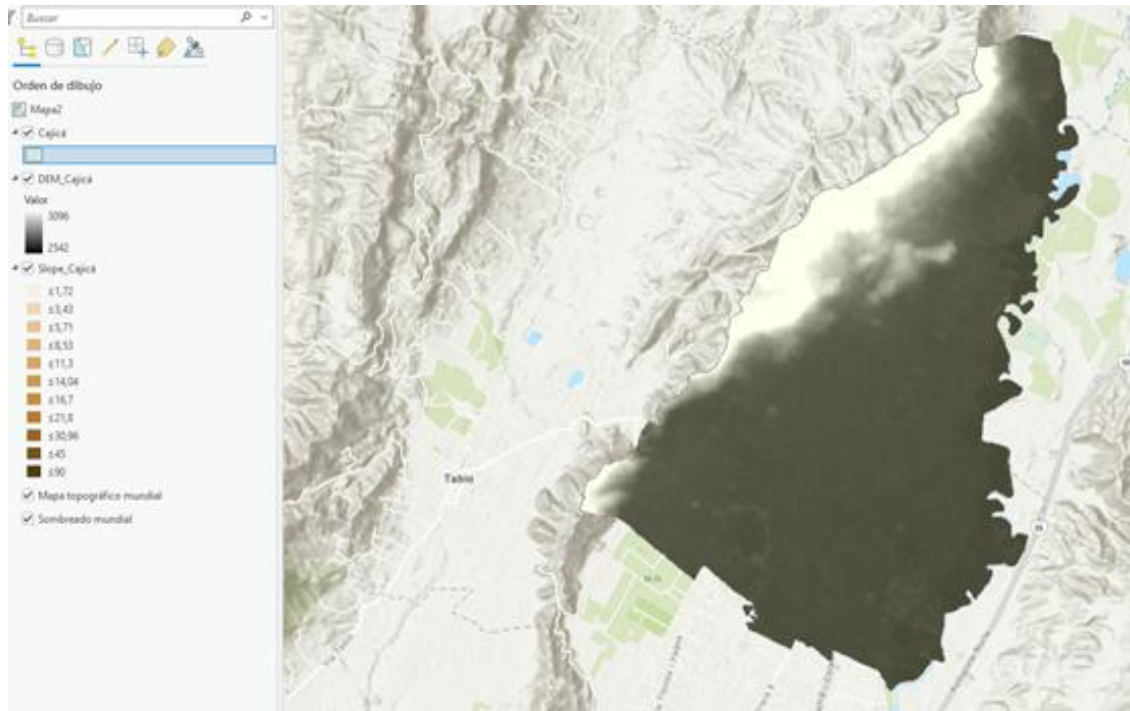 Buscar
Orden de dibujo
Mapa2
Cajicá
DEM_Cajicá
Valor
3096
2542
Slope_Cajicá
≤1,72
≤3,43
≤5,71
≤8,53
≤11,3
≤14,04
≤16,7
≤21,8
≤30,96
≤45
≤90
Mapa topográfico mundial
Sombreado mundial
Tabio